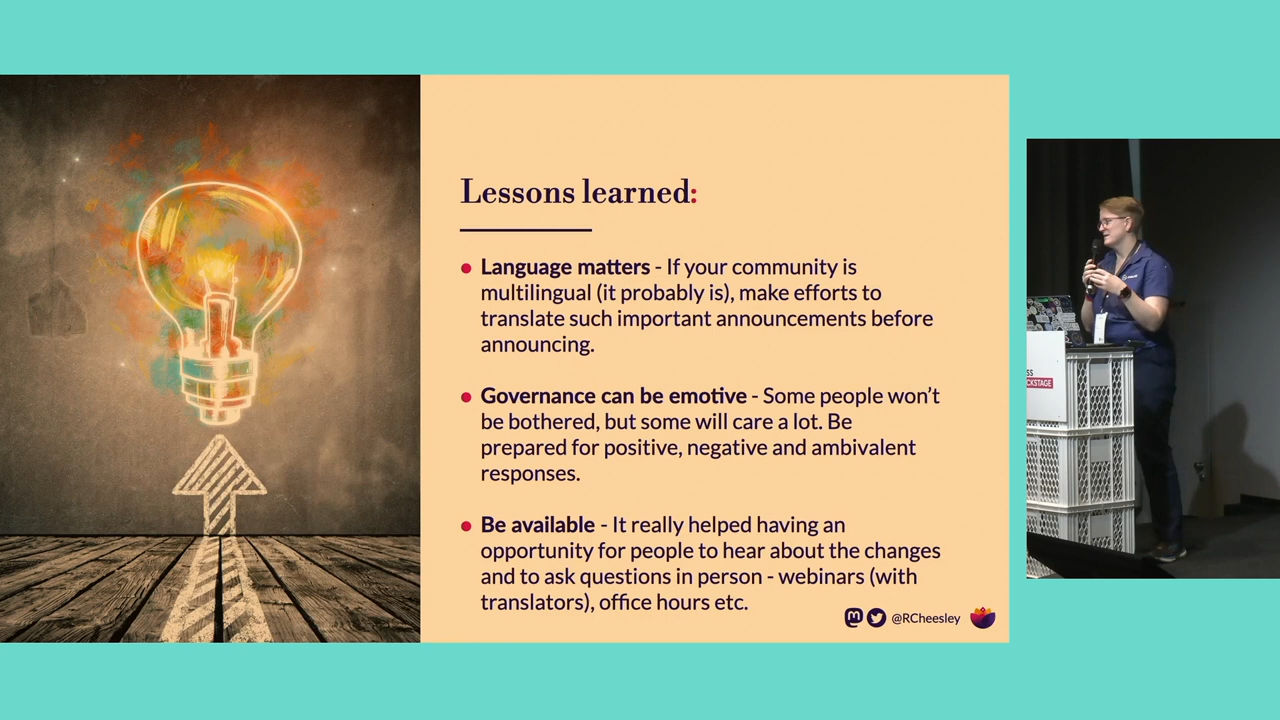 Lessons learned:
Language matters - If your community is
multilingual (it probably is), make efforts to
translate such important announcements before
announcing.
Governance can be emotive - Some people won’t
be bothered, but some will care a lot. Be
prepared for positive, negative and ambivalent
responses.
Be available - It really helped having an
opportunity for people to hear about the changes
and to ask questions in person - webinars (with
translators), office hours etc.
@RCheesley